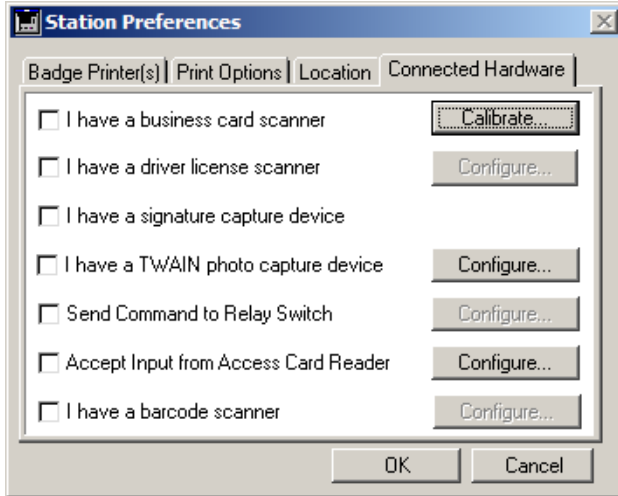 Station Preferences
Badge Printer(s) Print Options Location Connected Hardware
I have a business card scanner Calibrate...
I have a driver license scanner Configure...
I have a signature capture device
I have a TWAIN photo capture device Configure...
Send Command to Relay Switch Configure...
Accept Input from Access Card Reader Configure...
I have a barcode scanner Configure...
OK Cancel